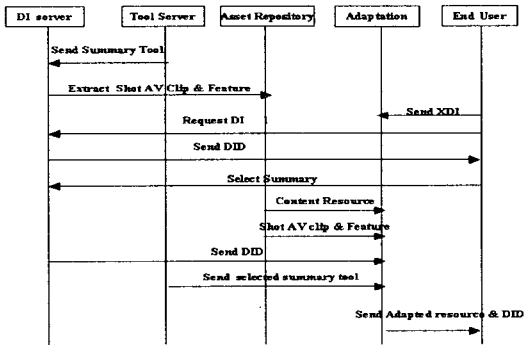 DI server
Tool Server
Asset Repository
Adaptation
End User
Send Summary Tool
Extract Shot AV Clip & Feature
Send XDI
Request DI
Send DID
Select Summary
Content Resource
Shot AV clip & Feature
Send DID
Send selected summary tool
Send Adapted resource & DID